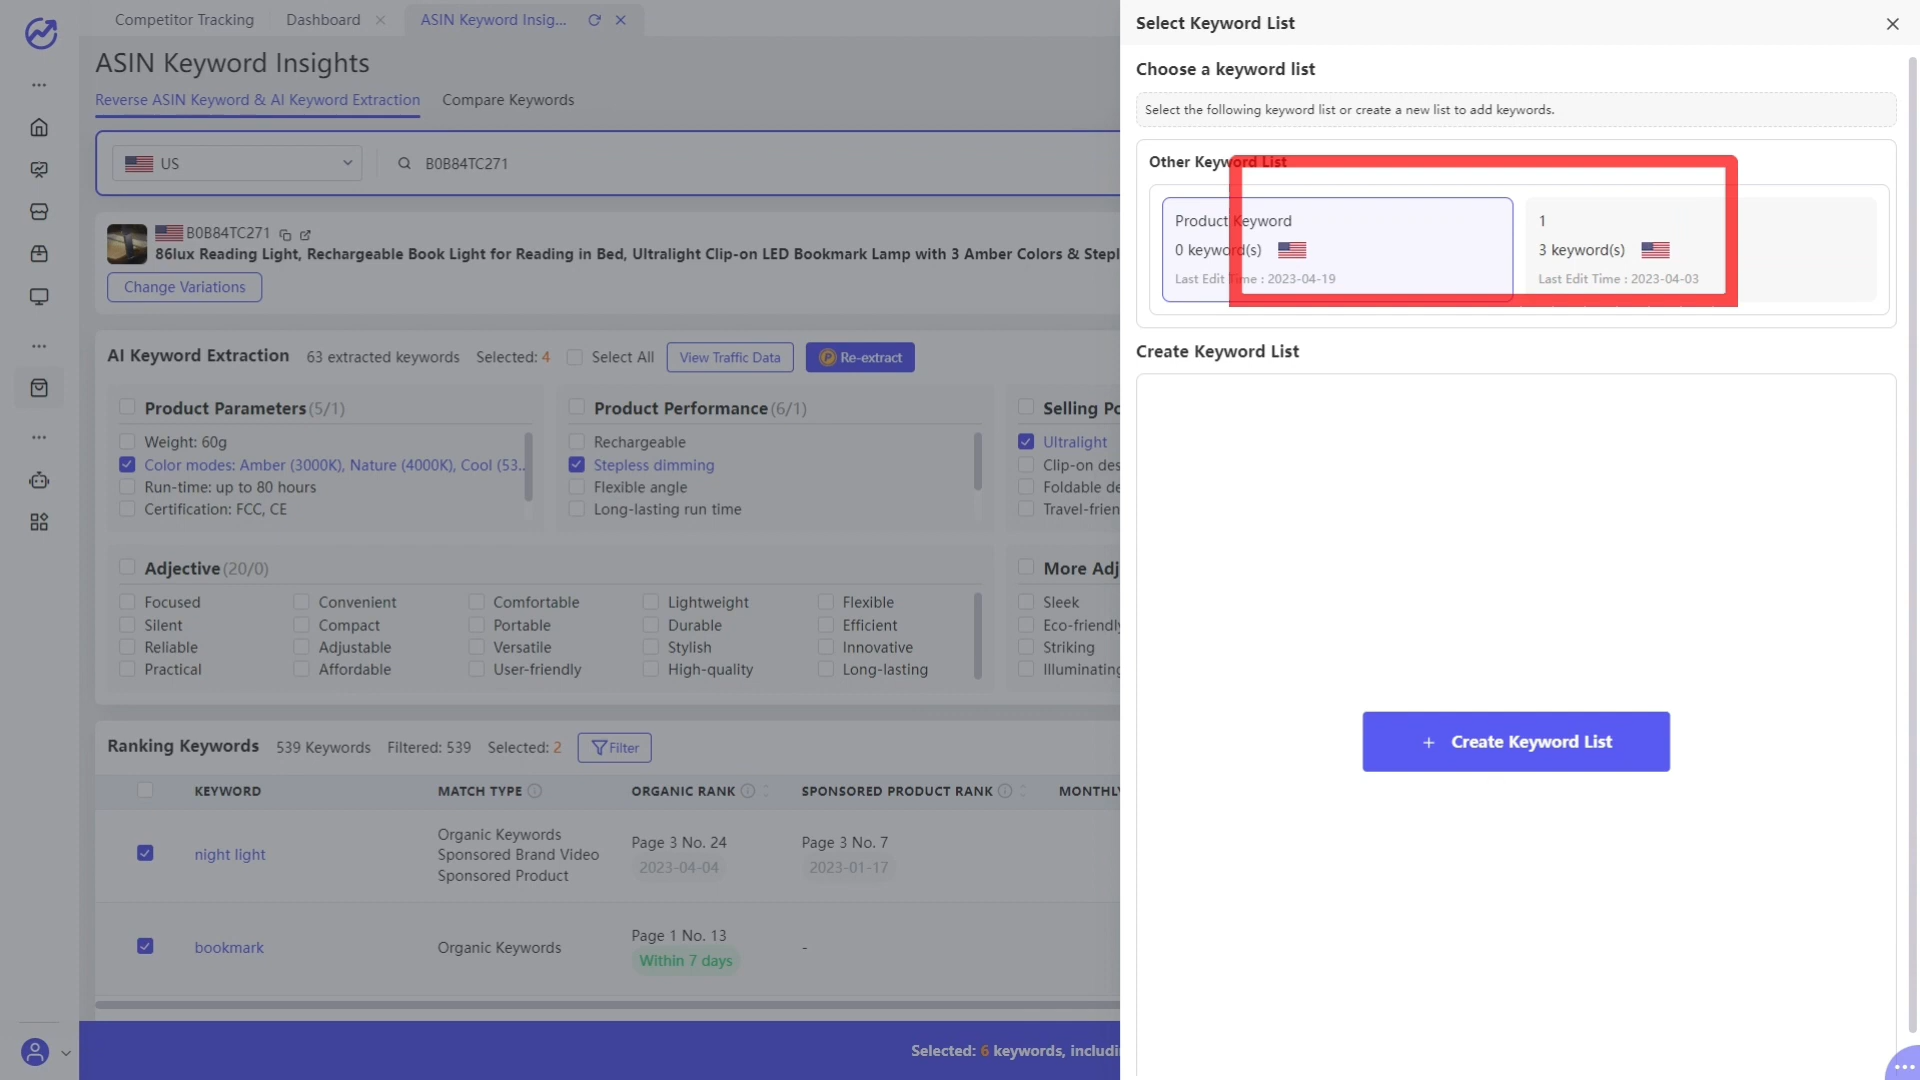 Competitor Tracking
Dashboard
ASIN Keyword Insig...
ASIN Keyword Insights
Reverse ASIN Keyword & AI Keyword Extraction
Compare Keywords
US
B0B84TC271
B0B84TC271
86lux Reading Light, Rechargeable Book Light for Reading in Bed, Ultralight Clip-on LED Bookmark Lamp with 3 Amber Colors & Stepl
Change Variations
AI Keyword Extraction
63 extracted keywords
Selected: 4
Select All
View Traffic Data
P Re-extract
Product Parameters (5/1)
Weight: 60g
Color modes: Amber (3000K), Nature (4000K), Cool (53..
Run-time: up to 80 hours
Certification: FCC, CE
Product Performance (6/1)
Rechargeable
Stepless dimming
Flexible angle
Long-lasting run time
Selling Po
Ultralight
Clip-on des
Foldable de
Travel-frien
Adjective (20/0)
Focused Convenient Comfortable Lightweight Flexible
Silent Compact Portable Durable Efficient
Reliable Adjustable Versatile Stylish Innovative
Practical Affordable User-friendly High-quality Long-lasting
More Adj
Sleek
Eco-friendly
Striking
Illuminating
Ranking Keywords
539 Keywords
Filtered: 539
Selected: 2
Filter
KEYWORD MATCH TYPE ORGANIC RANK SPONSORED PRODUCT RANK MONTHLY
night light
Organic Keywords
Sponsored Brand Video
Sponsored Product
Page 3 No. 24
2023-04-04
Page 3 No. 7
2023-01-17
bookmark
Organic Keywords
Page 1 No. 13
Within 7 days
-
Selected: 6 keywords, includi
Select Keyword List
Choose a keyword list
Select the following keyword list or create a new list to add keywords.
Other Keyword List
Product Keyword
0 keyword(s)
Last Edit Time : 2023-04-19
1
3 keyword(s)
Last Edit Time : 2023-04-03
Create Keyword List
+ Create Keyword List